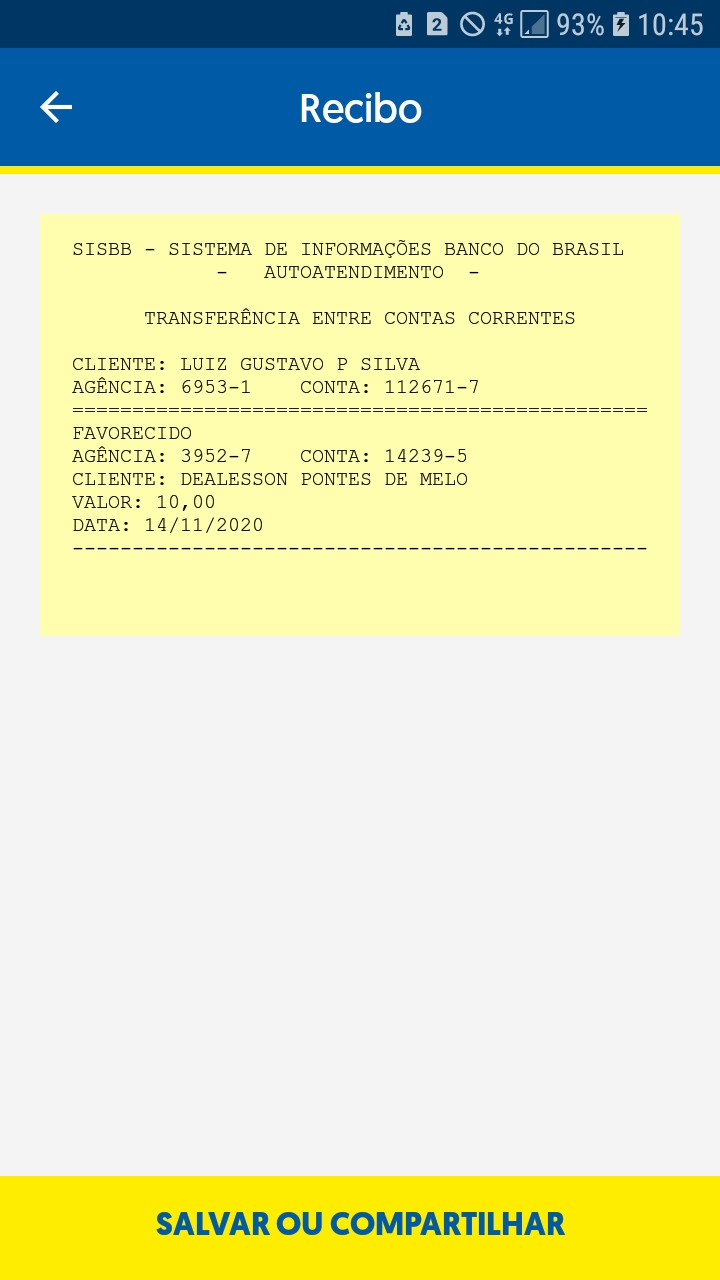 2 4G 93% 10:45
Recibo
SISBB - SISTEMA DE INFORMAÇÕES BANCO DO BRASIL
- AUTOATENDIMENTO -
TRANSFERÊNCIA ENTRE CONTAS CORRENTES
CLIENTE: LUIZ GUSTAVO P SILVA
AGÊNCIA: 6953-1 CONTA: 112671-7
================================================
FAVORECIDO
AGÊNCIA: 3952-7 CONTA: 14239-5
CLIENTE: DEALESSON PONTES DE MELO
VALOR: 10,00
DATA: 14/11/2020
------------------------------------------------
SALVAR OU COMPARTILHAR